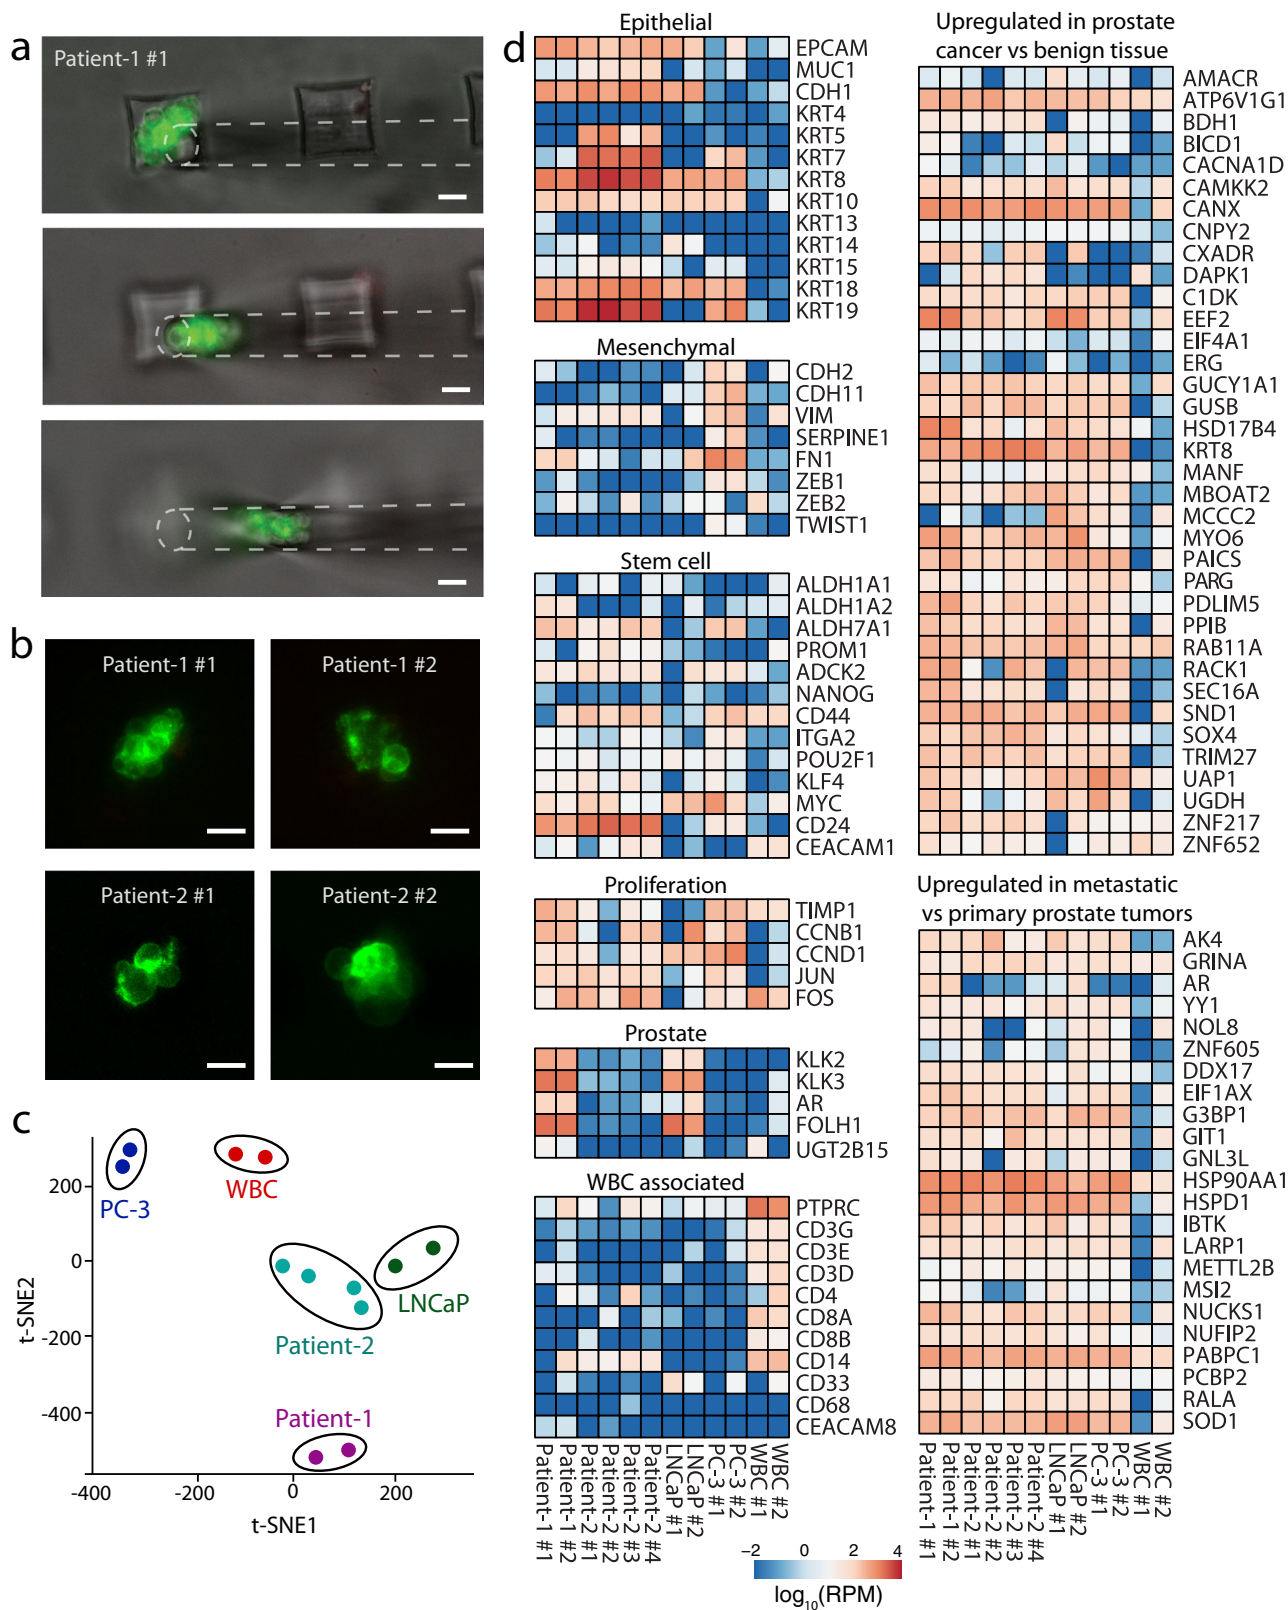 a
Patient-1 #1
b
Patient-1 #1
Patient-1 #2
Patient-2 #1
Patient-2 #2
c
200
0
-200
-400
-400
-200
0
200
t-SNE2
t-SNE1
PC-3
WBC
LNCaP
Patient-2
Patient-1
d
Epithelial
EPCAM
MUC1
CDH1
KRT4
KRT5
KRT7
KRT8
KRT10
KRT13
KRT14
KRT15
KRT18
KRT19
Mesenchymal
CDH2
CDH11
VIM
SERPINE1
FN1
ZEB1
ZEB2
TWIST1
Stem cell
ALDH1A1
ALDH1A2
ALDH7A1
PROM1
ADCK2
NANOG
CD44
ITGA2
POU2F1
KLF4
MYC
CD24
CEACAM1
Proliferation
TIMP1
CCNB1
CCND1
JUN
FOS
Prostate
KLK2
KLK3
AR
FOLH1
UGT2B15
WBC associated
PTPRC
CD3G
CD3E
CD3D
CD4
CD8A
CD8B
CD14
CD33
CD68
CEACAM8
Patient-1 #1
Patient-1 #2
Patient-2 #1
Patient-2 #2
Patient-2 #3
Patient-2 #4
LNCaP #1
LNCaP #2
PC-3 #1
PC-3 #2
WBC #1
WBC #2
Upregulated in prostate
cancer vs benign tissue
AMACR
ATP6V1G1
BDH1
BICD1
CACNA1D
CAMKK2
CANX
CNPY2
CXADR
DAPK1
C1DK
EEF2
EIF4A1
ERG
GUCY1A1
GUSB
HSD17B4
KRT8
MANF
MBOAT2
MCCC2
MYO6
PAICS
PARG
PDLIM5
PPIB
RAB11A
RACK1
SEC16A
SND1
SOX4
TRIM27
UAP1
UGDH
ZNF217
ZNF652
Upregulated in metastatic
vs primary prostate tumors
AK4
GRINA
AR
YY1
NOL8
ZNF605
DDX17
EIF1AX
G3BP1
GIT1
GNL3L
HSP90AA1
HSPD1
IBTK
LARP1
METTL2B
MSI2
NUCKS1
NUFIP2
PABPC1
PCBP2
RALA
SOD1
Patient-1 #1
Patient-1 #2
Patient-2 #1
Patient-2 #2
Patient-2 #3
Patient-2 #4
LNCaP #1
LNCaP #2
PC-3 #1
PC-3 #2
WBC #1
WBC #2
−2 0 2 4
log10(RPM)